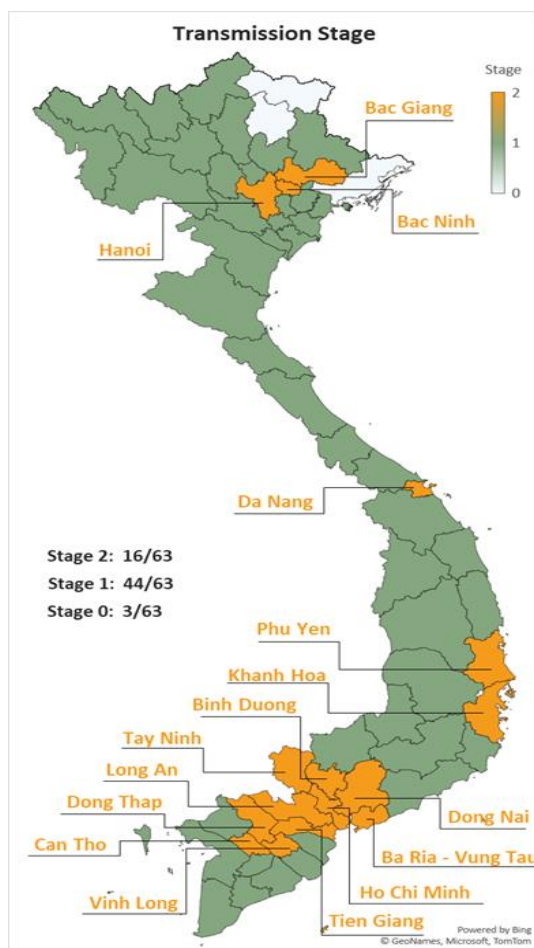 Transmission Stage
Stage
2
1
0
Bac Giang
Bac Ninh
Hanoi
Da Nang
Stage 2: 16/63
Stage 1: 44/63
Stage 0: 3/63
Phu Yen
Khanh Hoa
Binh Duong
Tay Ninh
Long An
Dong Thap
Can Tho
Vinh Long
Dong Nai
Ba Ria - Vung Tau
Ho Chi Minh
Tien Giang
Powered by Bing
© GeoNames, Microsoft, TomTom